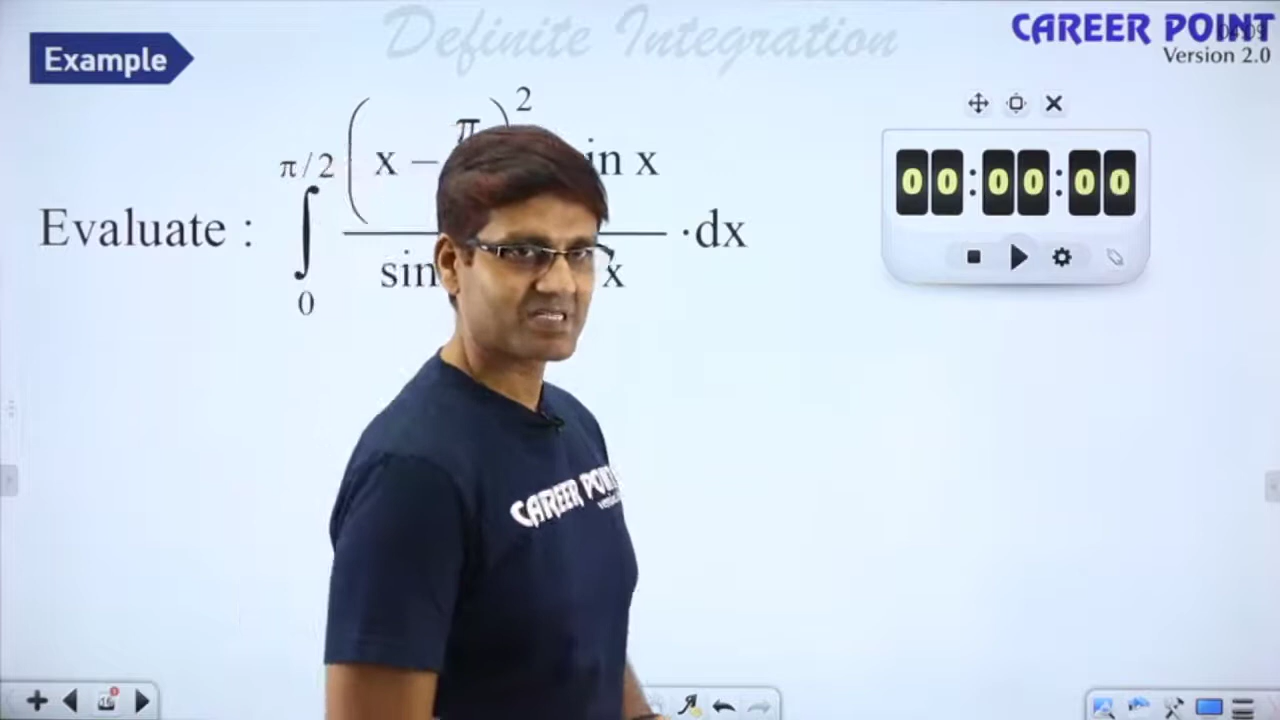 Definite Integration
CAREER POINT
Version 2.0
Example
Evaluate : ∫ 0 π/2 ( x − π )² in x
sin x ·dx
00:00:00
CAREER POINT